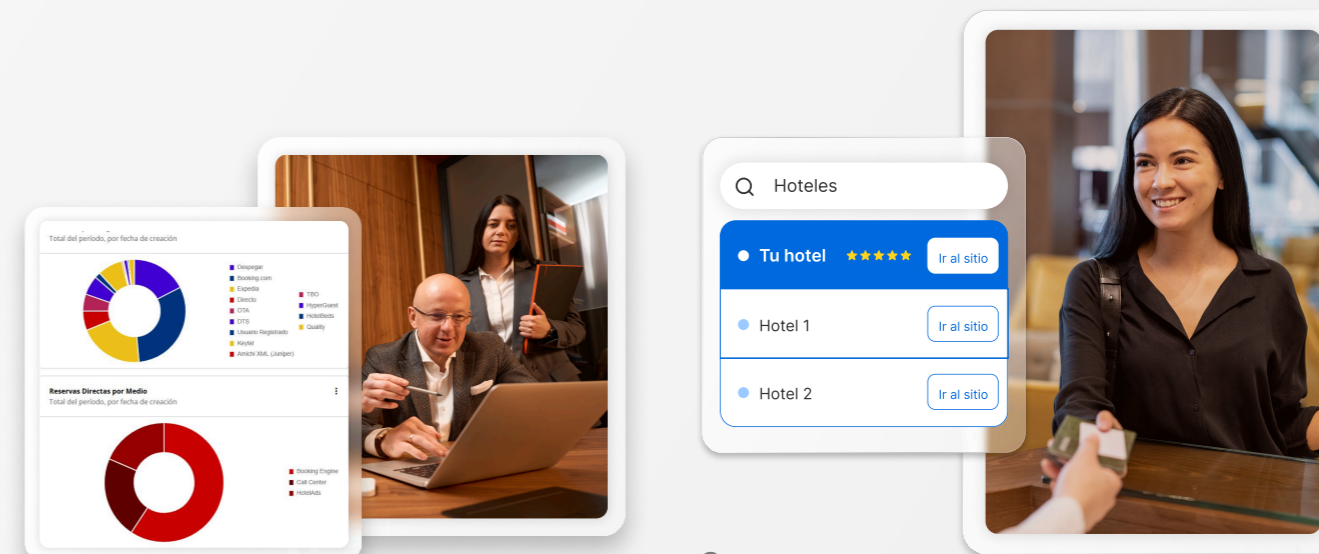 Total del período, por fecha de creación
Despegar
Booking.com
Expedia
Directo
OTA
DTS
Usuario Registrado
Keytel
Amichi XML (Juniper)
TBO
HyperGuest
HotelBeds
Quality
Reservas Directas por Medio
Total del período, por fecha de creación
Booking Engine
Call Center
HotelAds
Hoteles
Tu hotel Ir al sitio
Hotel 1 Ir al sitio
Hotel 2 Ir al sitio